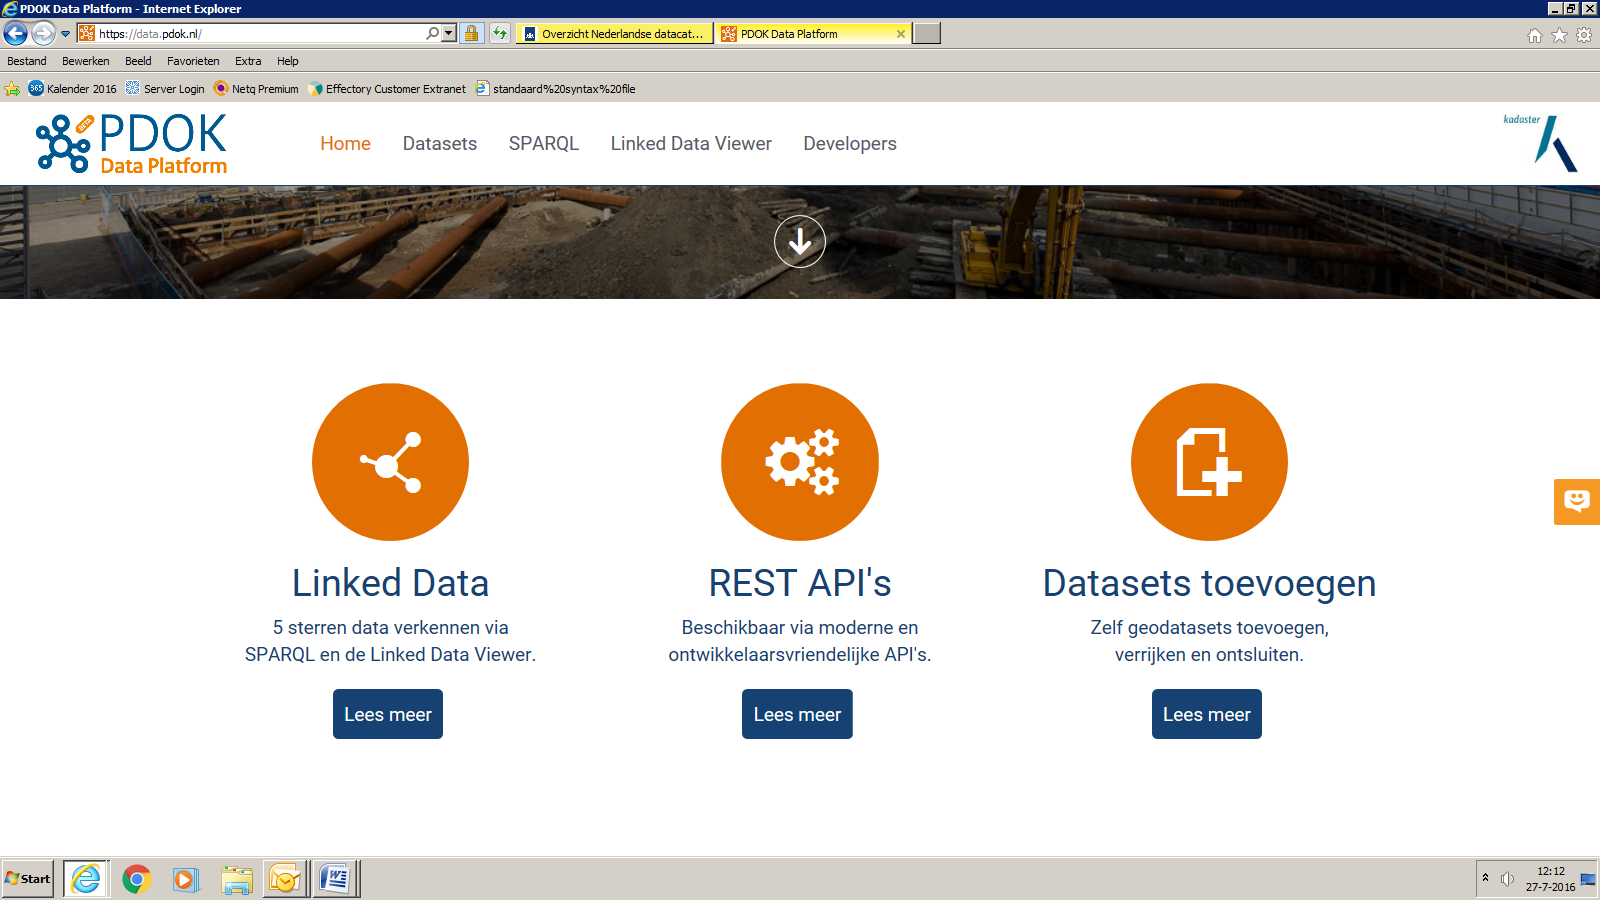 PDOK Data Platform - Internet Explorer
https://data.pdok.nl/
Overzicht Nederlandse datacat...
PDOK Data Platform
Bestand Bewerken Beeld Favorieten Extra Help
365 Kalender 2016 Server Login Netq Premium Effectory Customer Extranet standaard%20syntax%20file
BETA
PDOK
Data Platform
Home Datasets SPARQL Linked Data Viewer Developers
kadaster
Linked Data
5 sterren data verkennen via
SPARQL en de Linked Data Viewer.
Lees meer
REST API's
Beschikbaar via moderne en
ontwikkelaarsvriendelijke API's.
Lees meer
Datasets toevoegen
Zelf geodatasets toevoegen,
verrijken en ontsluiten.
Lees meer
Start
12:12
27-7-2016